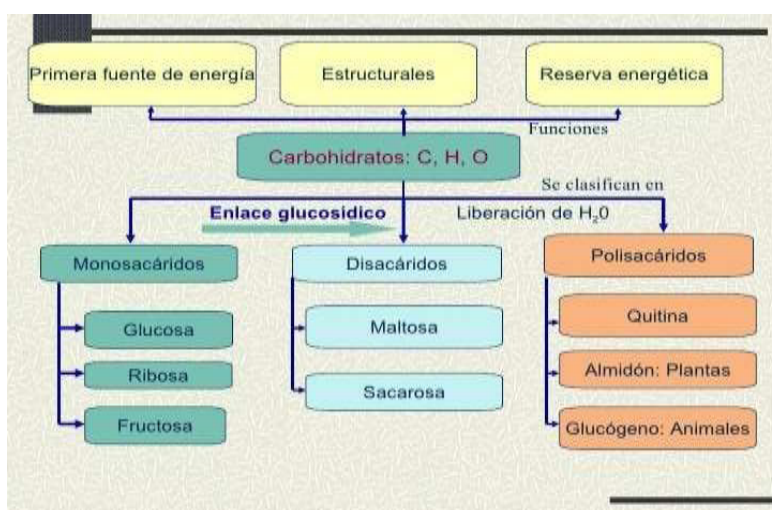 Primera fuente de energía
Estructurales
Reserva energética
Funciones
Carbohidratos: C, H, O
Se clasifican en
Enlace glucosídico
Liberación de H₂0
Monosacáridos
Disacáridos
Polisacáridos
Glucosa
Maltosa
Quitina
Ribosa
Sacarosa
Almidón: Plantas
Fructosa
Glucógeno: Animales